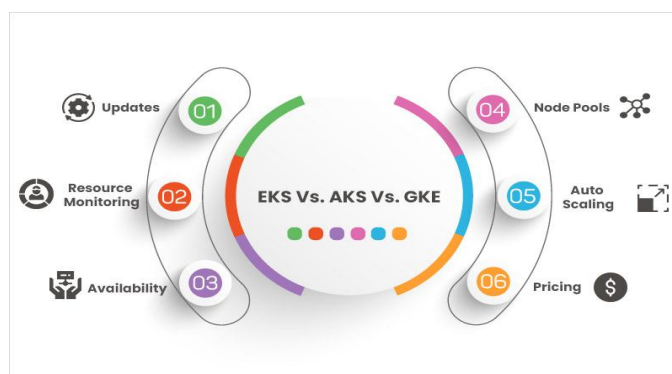 01
Updates
02
Resource
Monitoring
03
Availability
EKS Vs. AKS Vs. GKE
04
Node Pools
05
Auto
Scaling
06
Pricing
$